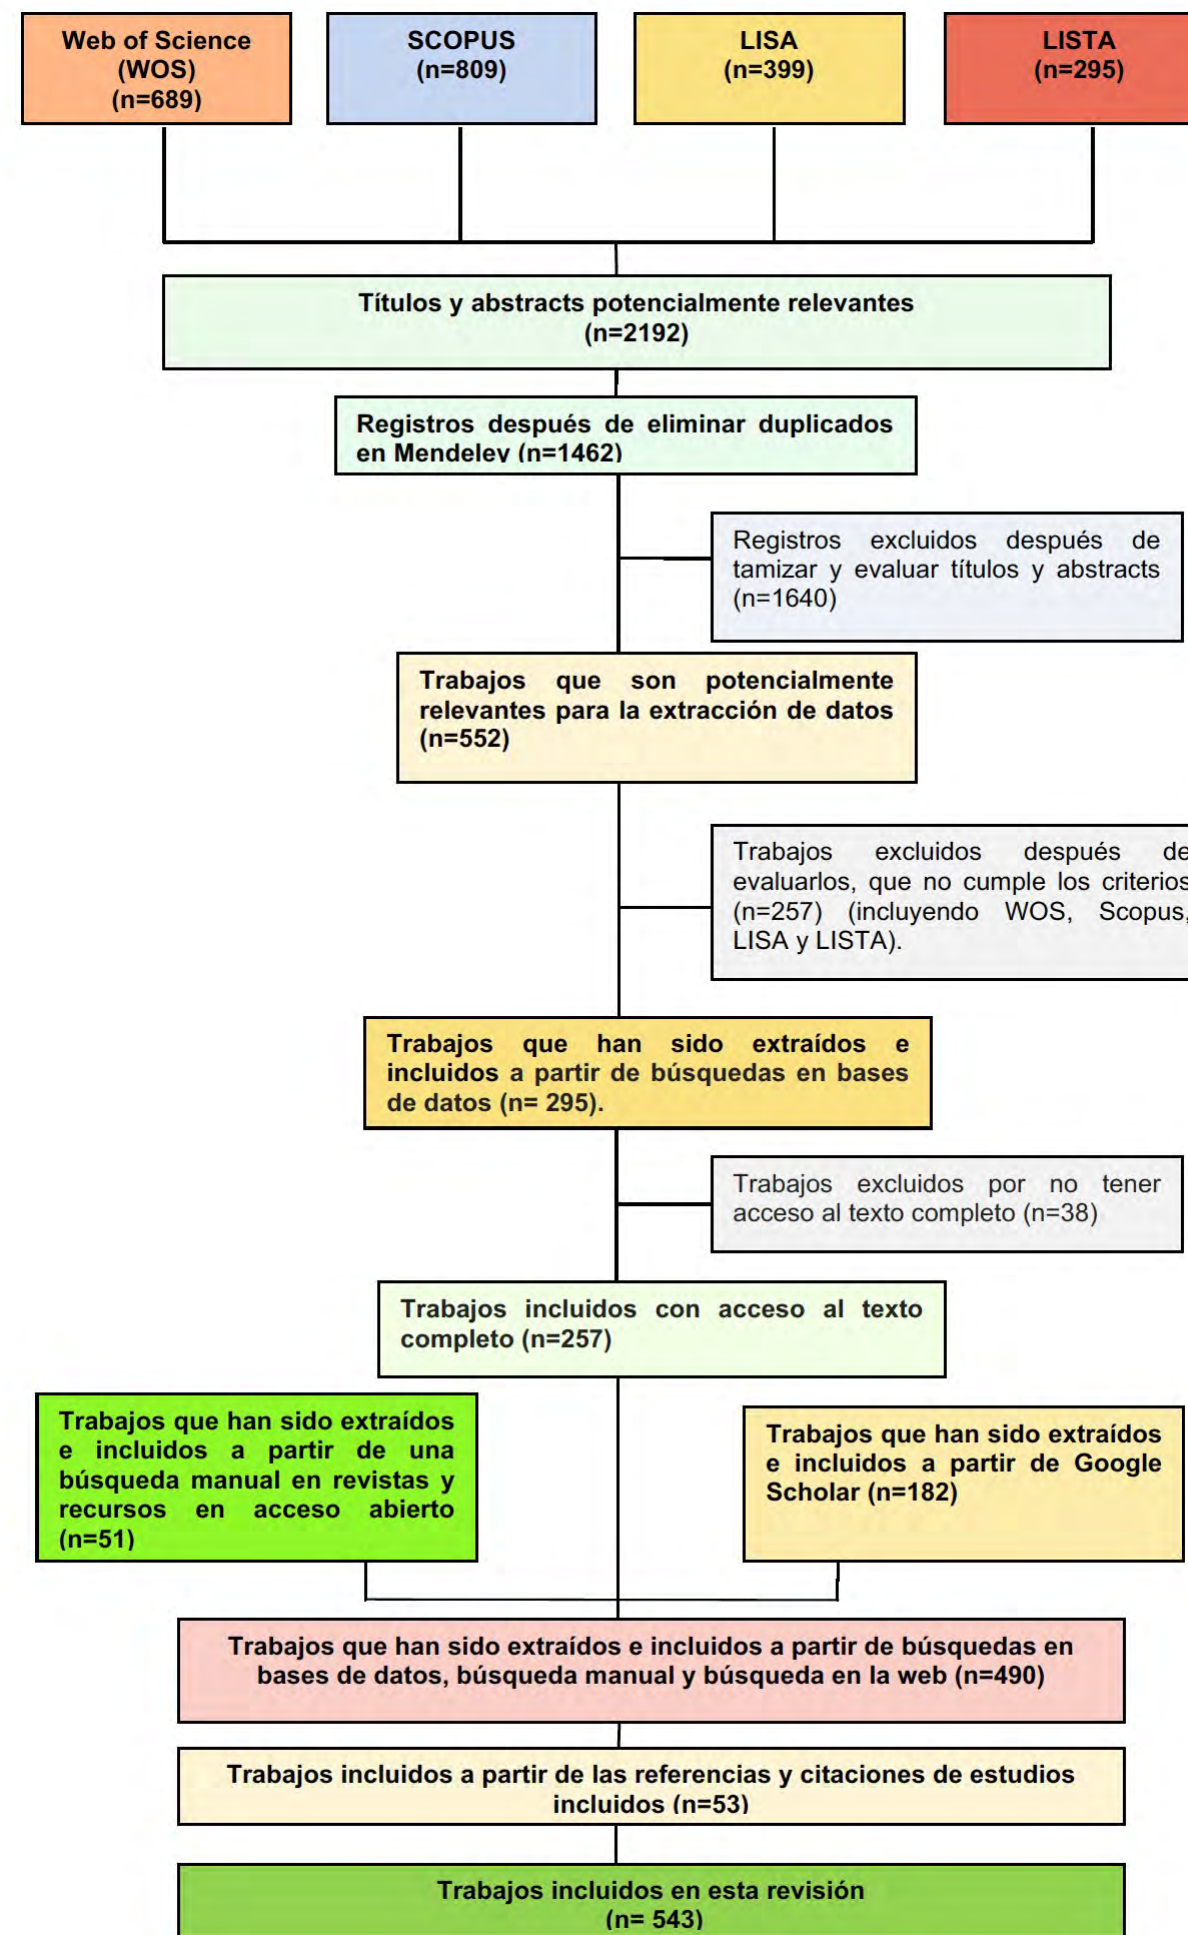 Web of Science
(WOS)
(n=689)
SCOPUS
(n=809)
LISA
(n=399)
LISTA
(n=295)
Títulos y abstracts potencialmente relevantes
(n=2192)
Registros después de eliminar duplicados
en Mendeley (n=1462)
Registros excluidos después de
tamizar y evaluar títulos y abstracts
(n=1640)
Trabajos que son potencialmente
relevantes para la extracción de datos
(n=552)
Trabajos excluidos después de
evaluarlos, que no cumple los criterios
(n=257) (incluyendo WOS, Scopus,
LISA y LISTA).
Trabajos que han sido extraídos e
incluidos a partir de búsquedas en bases
de datos (n= 295).
Trabajos excluidos por no tener
acceso al texto completo (n=38)
Trabajos incluidos con acceso al texto
completo (n=257)
Trabajos que han sido extraídos
e incluidos a partir de una
búsqueda manual en revistas y
recursos en acceso abierto
(n=51)
Trabajos que han sido extraídos
e incluidos a partir de Google
Scholar (n=182)
Trabajos que han sido extraídos e incluidos a partir de búsquedas en
bases de datos, búsqueda manual y búsqueda en la web (n=490)
Trabajos incluidos a partir de las referencias y citaciones de estudios
incluidos (n=53)
Trabajos incluidos en esta revisión
(n= 543)